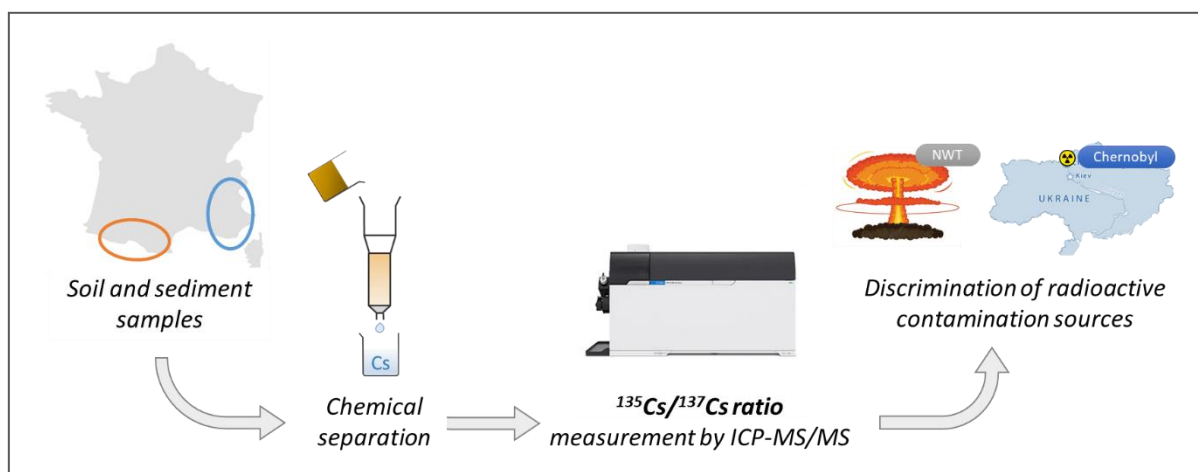 Soil and sediment
samples
Cs
Chemical
separation
¹³⁵Cs/¹³⁷Cs ratio
measurement by ICP-MS/MS
NWT
Chernobyl
Kiev
UKRAINE
Discrimination of radioactive
contamination sources